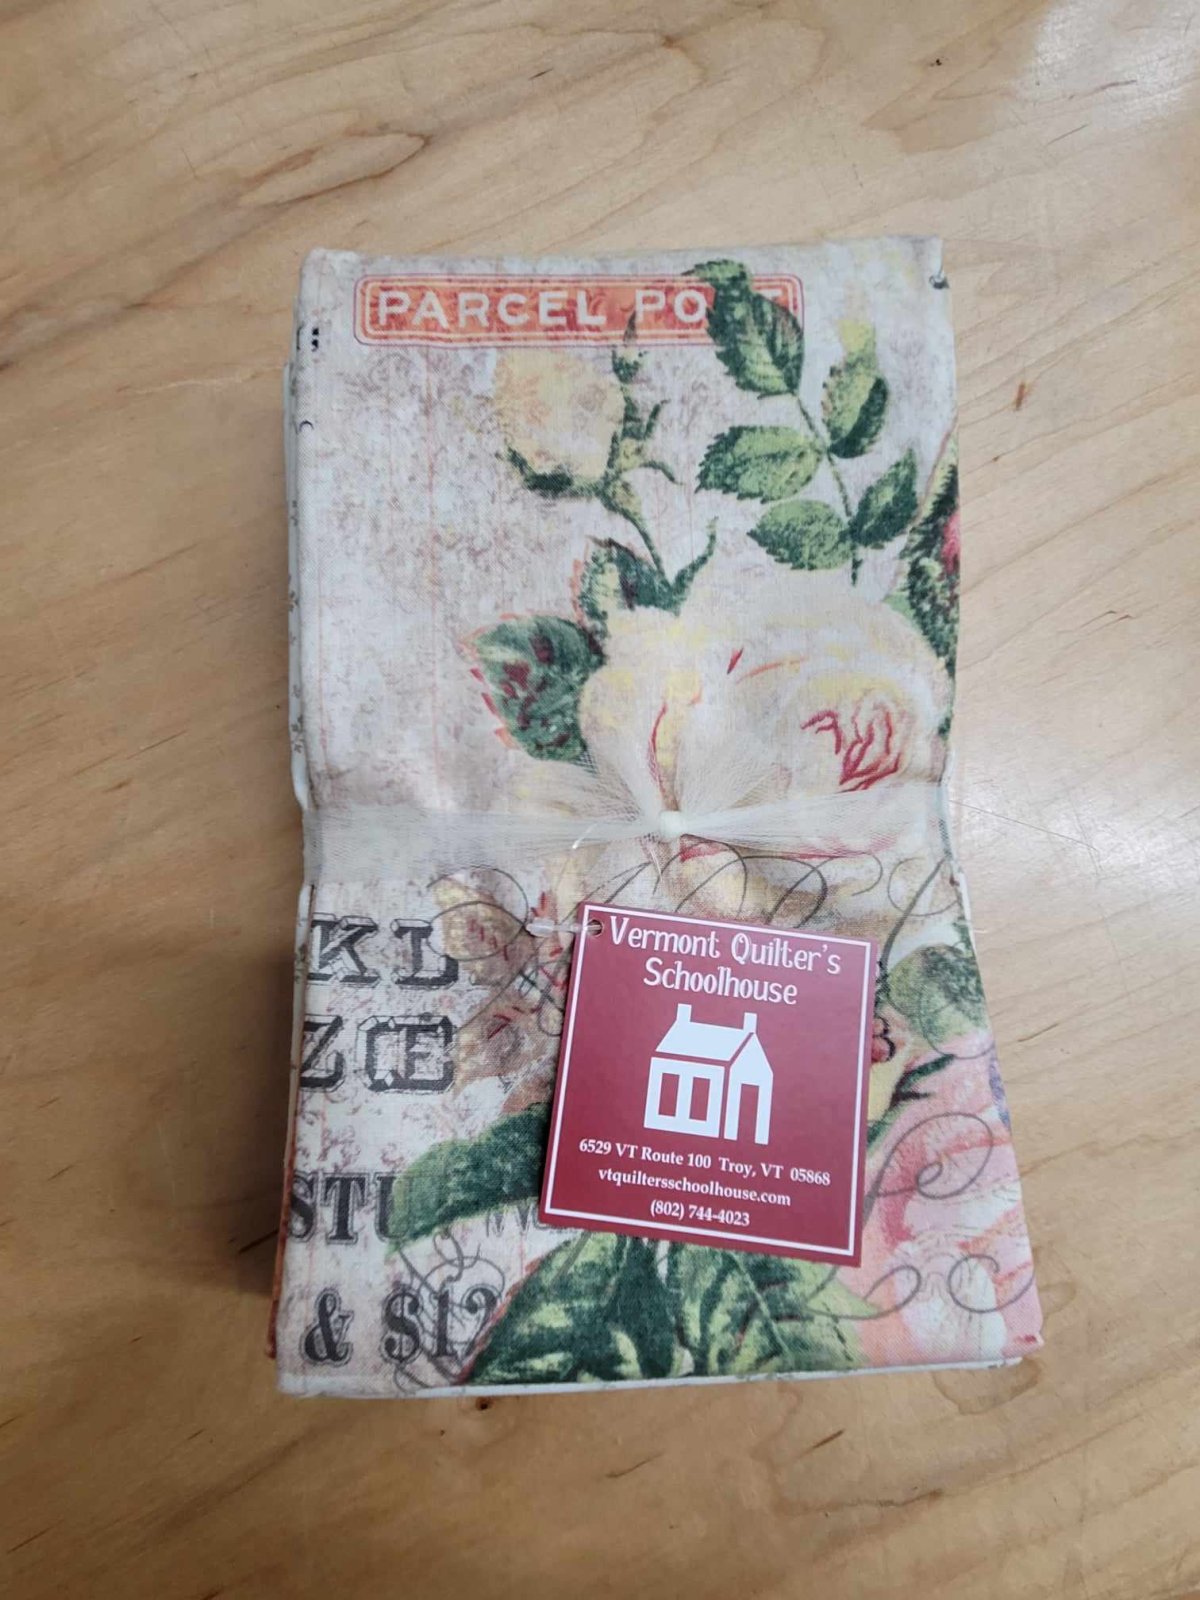 PARCEL PO T
KL
ZE
Vermont Quilter's
Schoolhouse
6529 VT Route 100 Troy, VT 05868
vtquiltersschoolhouse.com
(802) 744-4023
STU
& $12